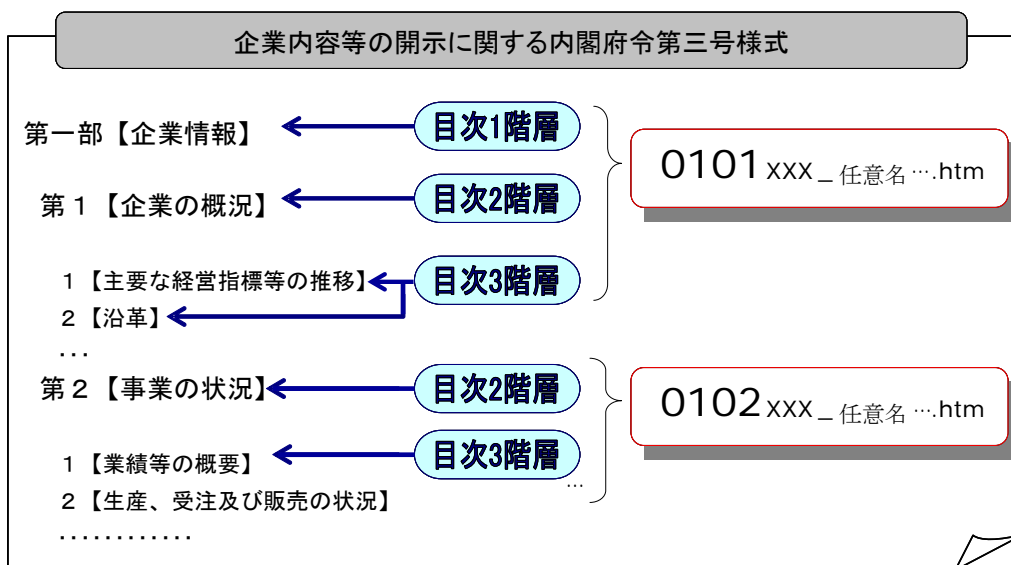 企業内容等の開示に関する内閣府令第三号様式
第一部【企業情報】
目次1階層
第１【企業の概況】
目次2階層
１【主要な経営指標等の推移】
目次3階層
２【沿革】
・・・
0101xxx_任意名….htm
第２【事業の状況】
目次2階層
１【業績等の概要】
目次3階層
…
２【生産、受注及び販売の状況】
・・・・・・・・・・・・
0102xxx_任意名….htm